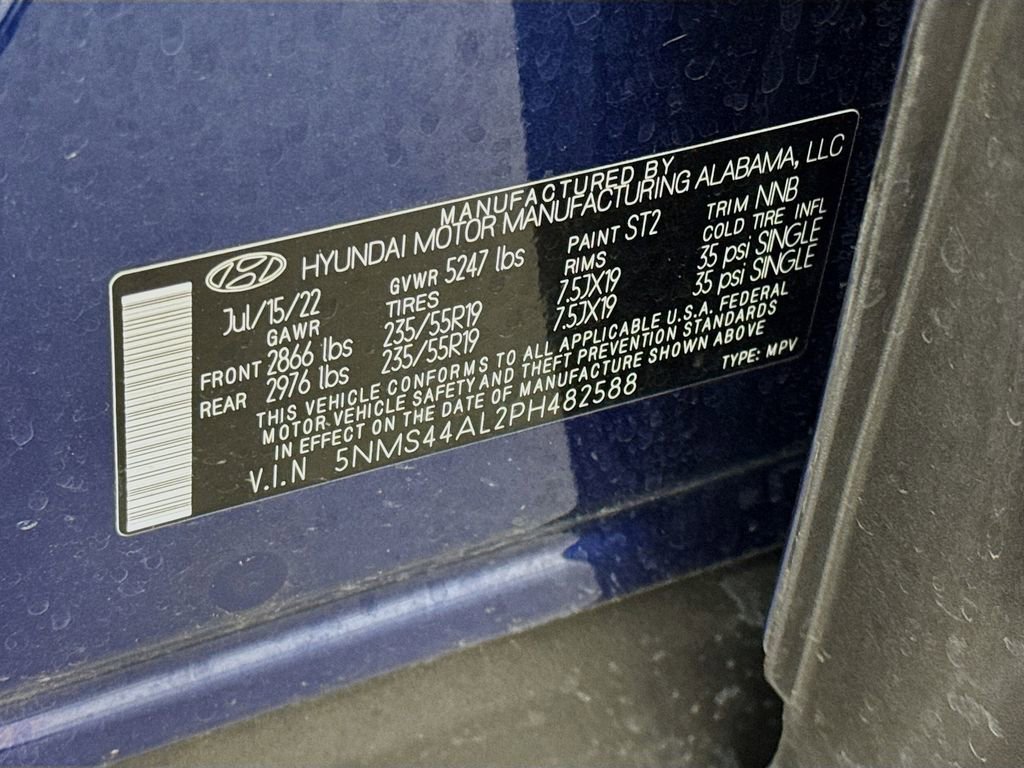 MANUFACTURED BY
HYUNDAI MOTOR MANUFACTURING ALABAMA, LLC
Jul/15/22 GVWR 5247 lbs PAINT ST2 TRIM NNB
GAWR TIRES RIMS COLD TIRE INFL
FRONT 2866 lbs 235/55R19 7.5JX19 35 psi SINGLE
REAR 2976 lbs 235/55R19 7.5JX19 35 psi SINGLE
THIS VEHICLE CONFORMS TO ALL APPLICABLE U.S.A. FEDERAL
MOTOR VEHICLE SAFETY AND THEFT PREVENTION STANDARDS
IN EFFECT ON THE DATE OF MANUFACTURE SHOWN ABOVE
V.I.N 5NMS44AL2PH482588 TYPE: MPV